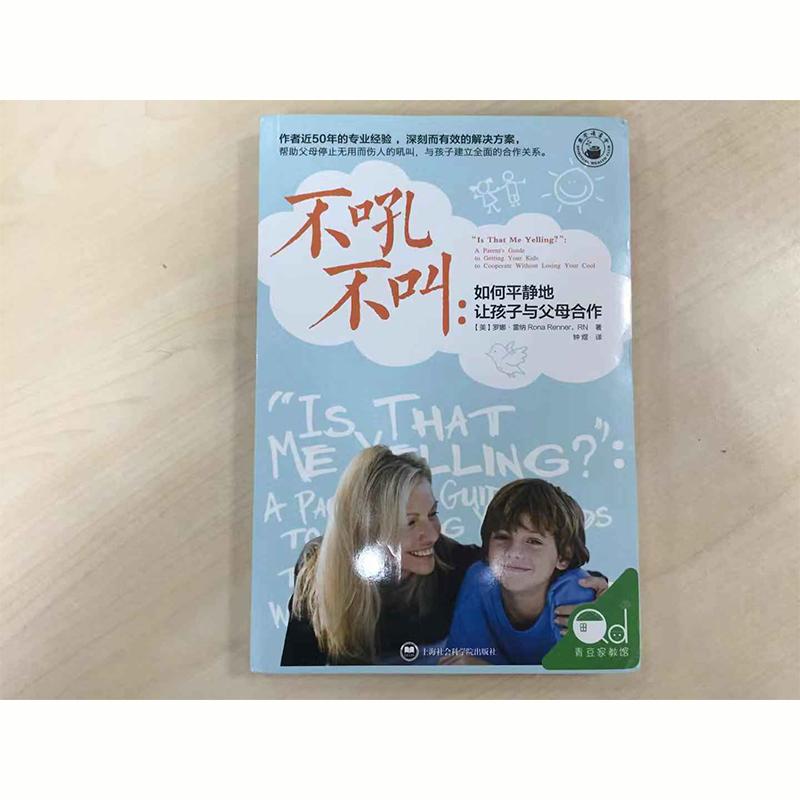 作者近50年的专业经验，深刻而有效的解决方案，
帮助父母停止无用而伤人的吼叫，与孩子建立全面的合作关系。
不吼
不叫：
"Is That Me Yelling?":
A Parent's Guide
to Getting Your Kids
to Cooperate Without Losing Your Cool
如何平静地
让孩子与父母合作
【美】罗娜·雷纳 Rona Renner，RN 著
钟煜 译
"IS THAT
ME YELLING?":
A
TO
上海社会科学院出版社
Qd
青豆家教馆